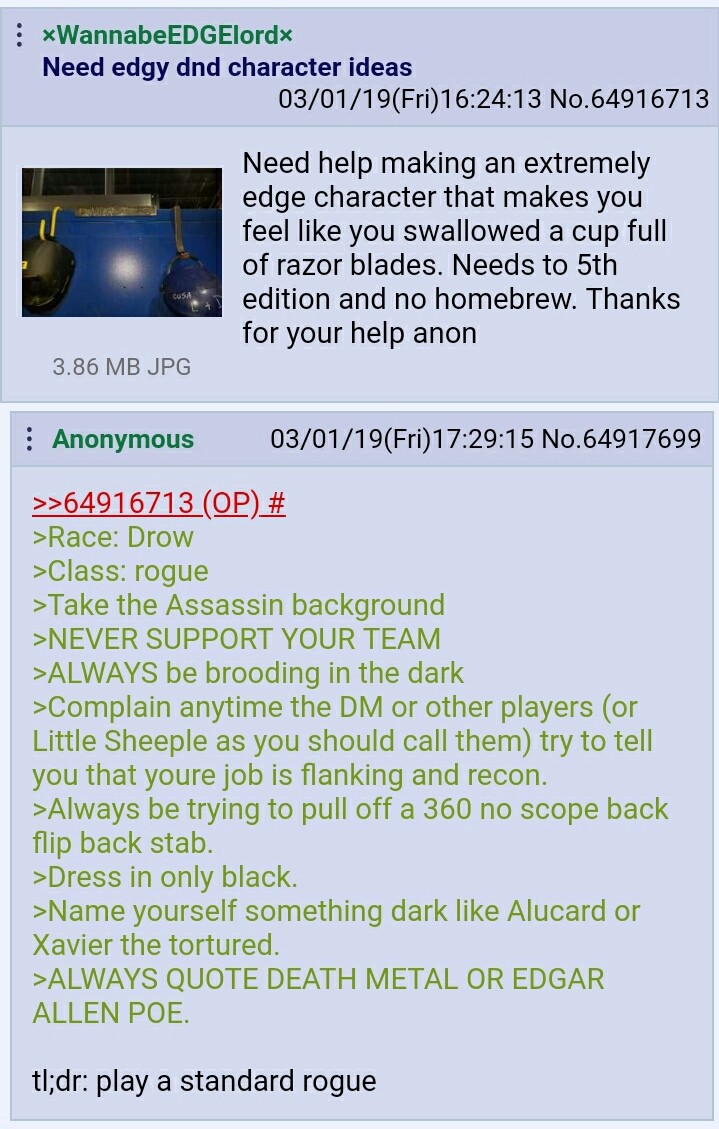 ×WannabeEDGElord×
Need edgy dnd character ideas
03/01/19(Fri)16:24:13 No.64916713
Need help making an extremely
edge character that makes you
feel like you swallowed a cup full
of razor blades. Needs to 5th
edition and no homebrew. Thanks
for your help anon
3.86 MB JPG
Anonymous 03/01/19(Fri)17:29:15 No.64917699
>>64916713 (OP) #
>Race: Drow
>Class: rogue
>Take the Assassin background
>NEVER SUPPORT YOUR TEAM
>ALWAYS be brooding in the dark
>Complain anytime the DM or other players (or
Little Sheeple as you should call them) try to tell
you that youre job is flanking and recon.
>Always be trying to pull off a 360 no scope back
flip back stab.
>Dress in only black.
>Name yourself something dark like Alucard or
Xavier the tortured.
>ALWAYS QUOTE DEATH METAL OR EDGAR
ALLEN POE.
tl;dr: play a standard rogue